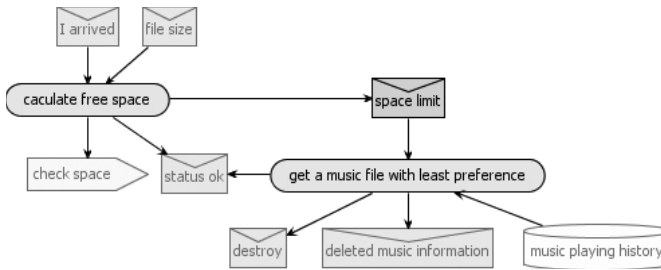 I arrived
file size
caculate free space
space limit
check space
status ok
get a music file with least preference
destroy
deleted music information
music playing history